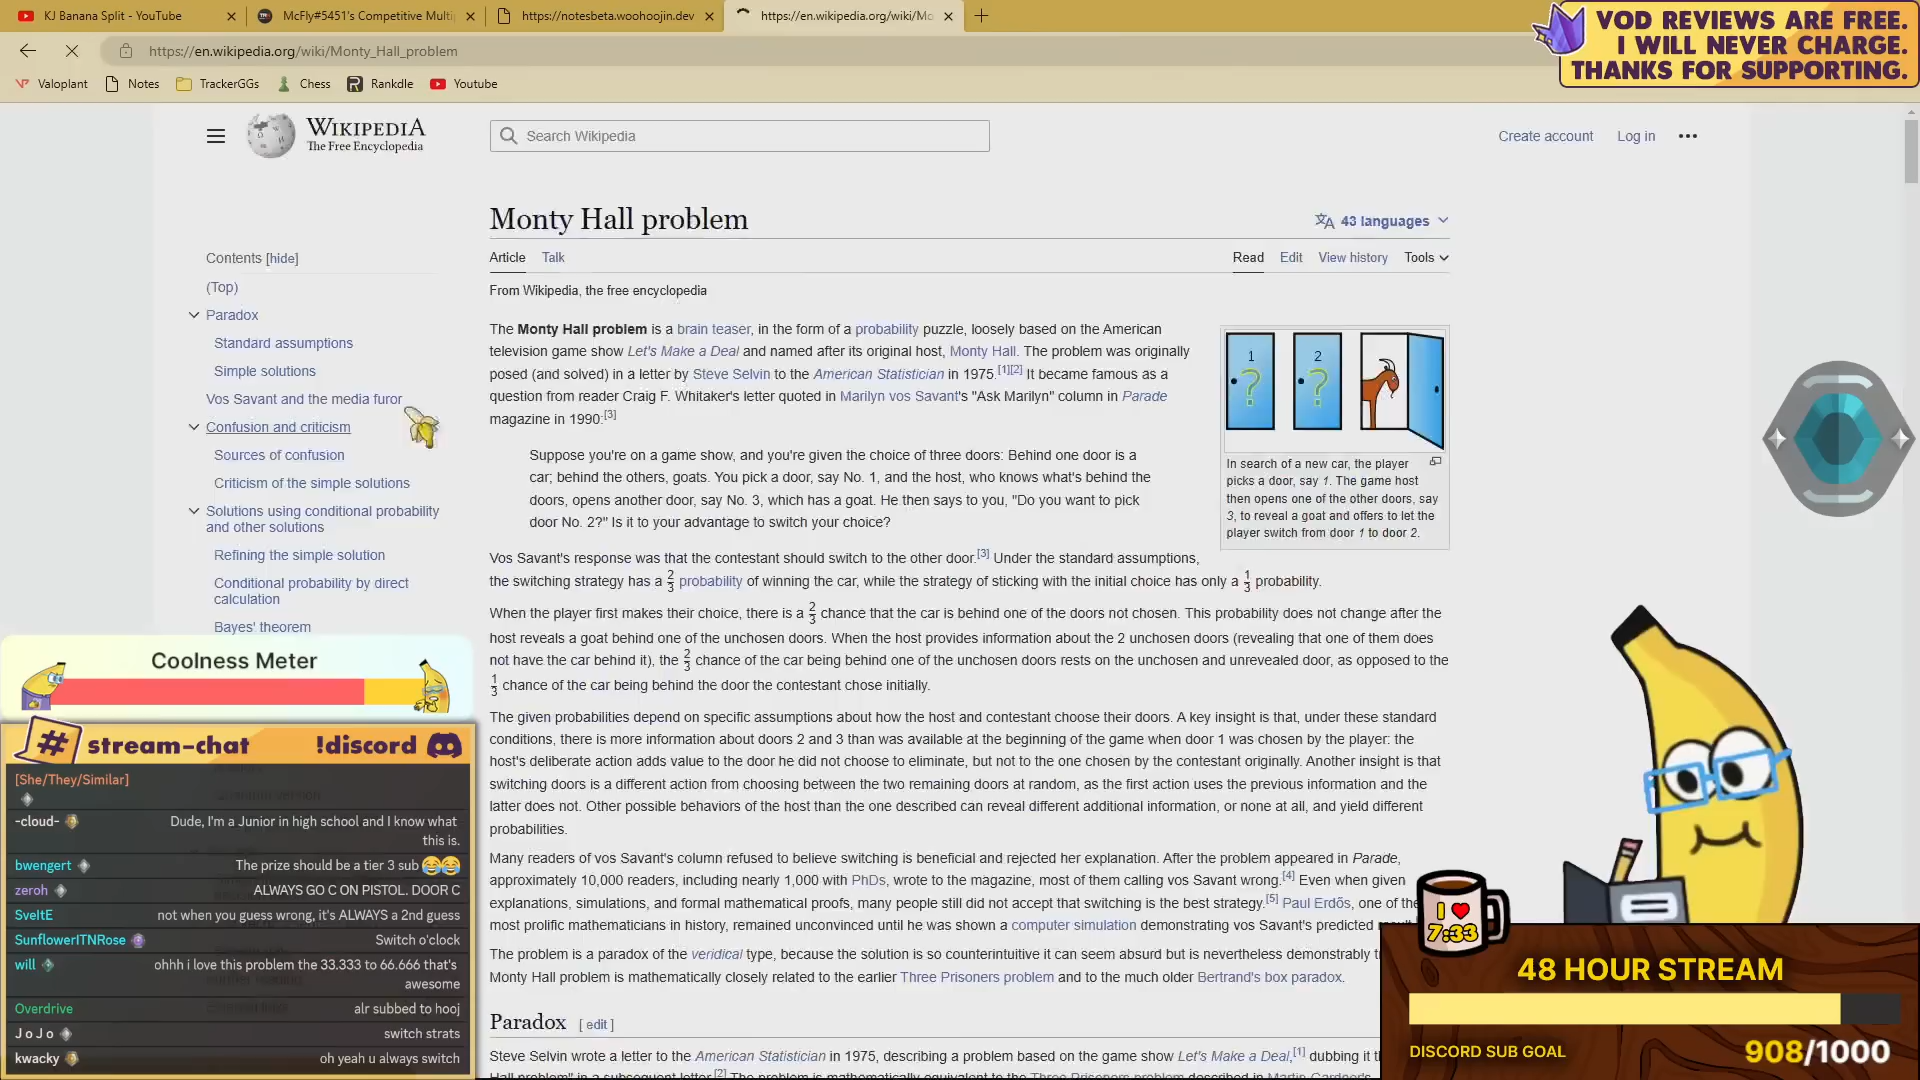 KJ Banana Split - YouTube
McFly#5451's Competitive Multi
https://notesbeta.woohoojin.dev
https://en.wikipedia.org/wiki/Mo
https://en.wikipedia.org/wiki/Monty_Hall_problem
Valoplant
Notes
TrackerGGs
Chess
Rankdle
Youtube
VOD REVIEWS ARE FREE.
I WILL NEVER CHARGE.
THANKS FOR SUPPORTING.
WIKIPEDIA
The Free Encyclopedia
Search Wikipedia
Create account
Log in
Monty Hall problem
43 languages
Article
Talk
Read
Edit
View history
Tools
From Wikipedia, the free encyclopedia
Contents [hide]
(Top)
Paradox
Standard assumptions
Simple solutions
Vos Savant and the media furor
Confusion and criticism
Sources of confusion
Criticism of the simple solutions
Solutions using conditional probability
and other solutions
Refining the simple solution
Conditional probability by direct
calculation
Bayes' theorem
The Monty Hall problem is a brain teaser, in the form of a probability puzzle, loosely based on the American
television game show Let's Make a Deal and named after its original host, Monty Hall. The problem was originally
posed (and solved) in a letter by Steve Selvin to the American Statistician in 1975.[1][2] It became famous as a
question from reader Craig F. Whitaker's letter quoted in Marilyn vos Savant's "Ask Marilyn" column in Parade
magazine in 1990:[3]
Suppose you're on a game show, and you're given the choice of three doors: Behind one door is a
car; behind the others, goats. You pick a door, say No. 1, and the host, who knows what's behind the
doors, opens another door, say No. 3, which has a goat. He then says to you, "Do you want to pick
door No. 2?" Is it to your advantage to switch your choice?
1
?
2
?
In search of a new car, the player
picks a door, say 1. The game host
then opens one of the other doors, say
3, to reveal a goat and offers to let the
player switch from door 1 to door 2.
Vos Savant's response was that the contestant should switch to the other door.[3] Under the standard assumptions,
the switching strategy has a 2/3 probability of winning the car, while the strategy of sticking with the initial choice has only a 1/3 probability.
When the player first makes their choice, there is a 2/3 chance that the car is behind one of the doors not chosen. This probability does not change after the
host reveals a goat behind one of the unchosen doors. When the host provides information about the 2 unchosen doors (revealing that one of them does
not have the car behind it), the 2/3 chance of the car being behind one of the unchosen doors rests on the unchosen and unrevealed door, as opposed to the
1/3 chance of the car being behind the door the contestant chose initially.
The given probabilities depend on specific assumptions about how the host and contestant choose their doors. A key insight is that, under these standard
conditions, there is more information about doors 2 and 3 than was available at the beginning of the game when door 1 was chosen by the player: the
host's deliberate action adds value to the door he did not choose to eliminate, but not to the one chosen by the contestant originally. Another insight is that
switching doors is a different action from choosing between the two remaining doors at random, as the first action uses the previous information and the
latter does not. Other possible behaviors of the host than the one described can reveal different additional information, or none at all, and yield different
probabilities.
Many readers of vos Savant's column refused to believe switching is beneficial and rejected her explanation. After the problem appeared in Parade,
approximately 10,000 readers, including nearly 1,000 with PhDs, wrote to the magazine, most of them calling vos Savant wrong.[4] Even when given
explanations, simulations, and formal mathematical proofs, many people still did not accept that switching is the best strategy.[5] Paul Erdős, one of the
most prolific mathematicians in history, remained unconvinced until he was shown a computer simulation demonstrating vos Savant's predicted
The problem is a paradox of the veridical type, because the solution is so counterintuitive it can seem absurd but is nevertheless demonstrably
Monty Hall problem is mathematically closely related to the earlier Three Prisoners problem and to the much older Bertrand's box paradox.
Paradox [ edit ]
Steve Selvin wrote a letter to the American Statistician in 1975, describing a problem based on the game show Let's Make a Deal,[1] dubbing it
Hall problem" in a subsequent letter.[2] The problem is mathematically equivalent to the Three Prisoners problem described in Martin Gardner's
Coolness Meter
# stream-chat !discord
[She/They/Similar]
-cloud- Dude, I'm a Junior in high school and I know what
this is.
bwengert The prize should be a tier 3 sub 😂😂
zeroh ALWAYS GO C ON PISTOL. DOOR C
SveItE not when you guess wrong, it's ALWAYS a 2nd guess
SunflowerITNRose Switch o'clock
will ohhh i love this problem the 33.333 to 66.666 that's
awesome
Overdrive alr subbed to hooj
J o J o switch strats
kwacky oh yeah u always switch
I ❤ 7:33
48 HOUR STREAM
DISCORD SUB GOAL
908/1000